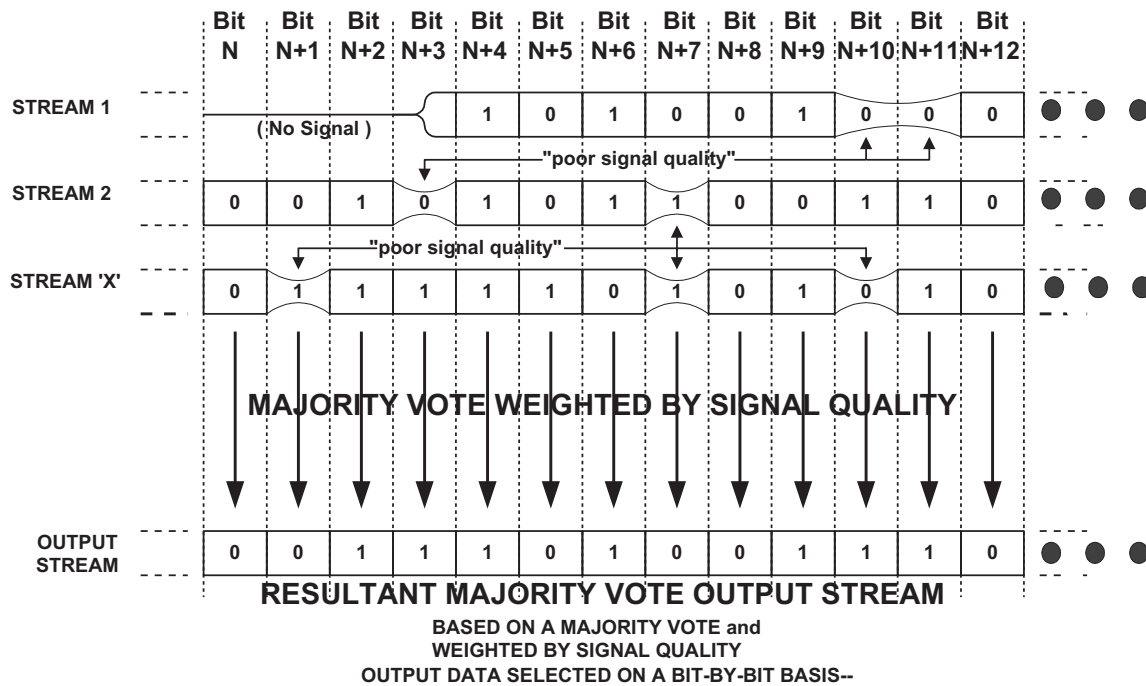 Bit Bit Bit Bit Bit Bit Bit Bit Bit Bit Bit Bit Bit
N N+1 N+2 N+3 N+4 N+5 N+6 N+7 N+8 N+9 N+10 N+11 N+12
STREAM 1
1 0 1 0 0 1 0 0 0
( No Signal )
"poor signal quality"
STREAM 2
0 0 1 0 1 0 1 1 0 0 1 1 0
"poor signal quality"
STREAM 'X'
0 1 1 1 1 1 0 1 0 1 0 1 0
MAJORITY VOTE WEIGHTED BY SIGNAL QUALITY
OUTPUT
STREAM
0 0 1 1 1 0 1 0 0 1 1 1 0
RESULTANT MAJORITY VOTE OUTPUT STREAM
BASED ON A MAJORITY VOTE and
WEIGHTED BY SIGNAL QUALITY
OUTPUT DATA SELECTED ON A BIT-BY-BIT BASIS--